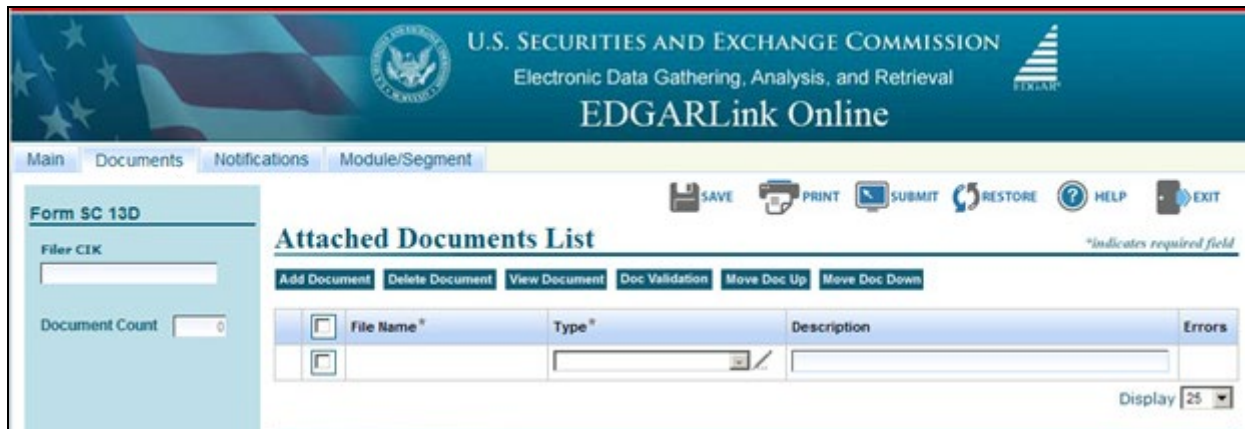 U.S. SECURITIES AND EXCHANGE COMMISSION
Electronic Data Gathering, Analysis, and Retrieval
EDGAR®
EDGARLink Online
Main Documents Notifications Module/Segment
SAVE PRINT SUBMIT RESTORE HELP EXIT
Form SC 13D
Attached Documents List
*indicates required field
Filer CIK
Add Document Delete Document View Document Doc Validation Move Doc Up Move Doc Down
Document Count 0
File Name* Type* Description Errors
Display 25